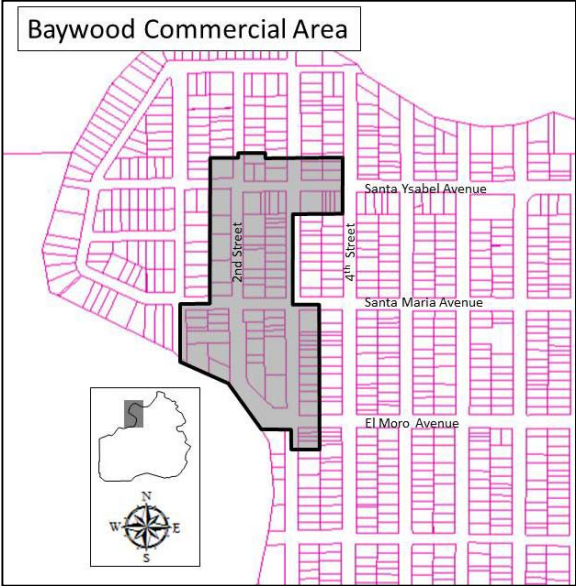 Baywood Commercial Area
Santa Ysabel Avenue
2nd Street
4th Street
Santa Maria Avenue
El Moro Avenue
N
W E
S